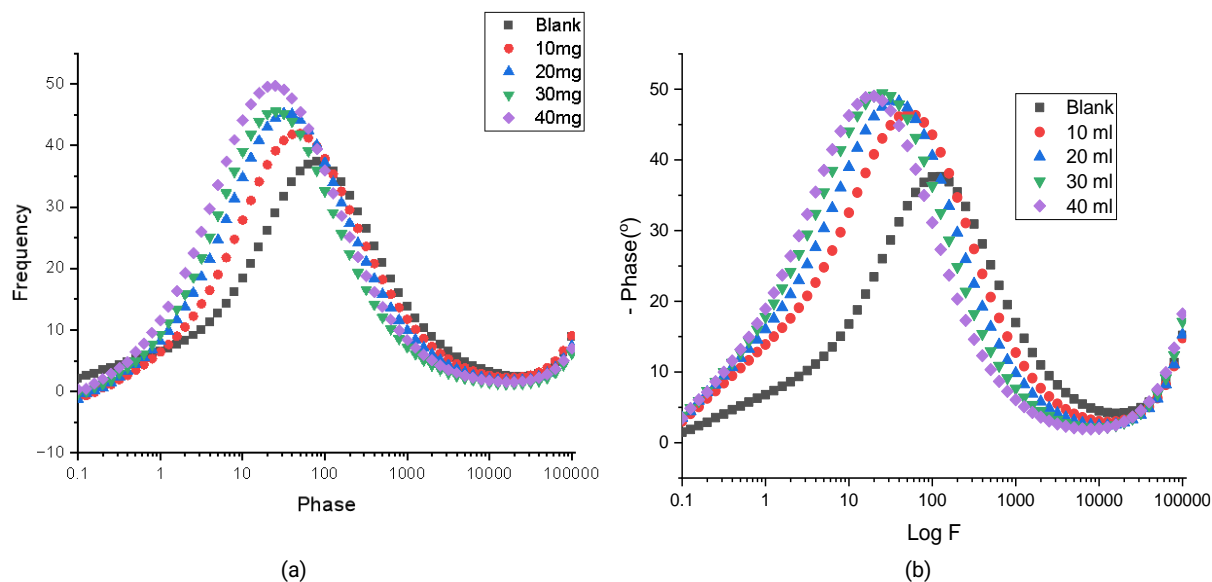 Blank
10mg
20mg
30mg
40mg
50
40
30
20
10
0
−10
Frequency
0.1 1 10 100 1000 10000 100000
Phase
(a)
Blank
10 ml
20 ml
30 ml
40 ml
50
40
30
20
10
0
- Phase(º)
0.1 1 10 100 1000 10000 100000
Log F
(b)